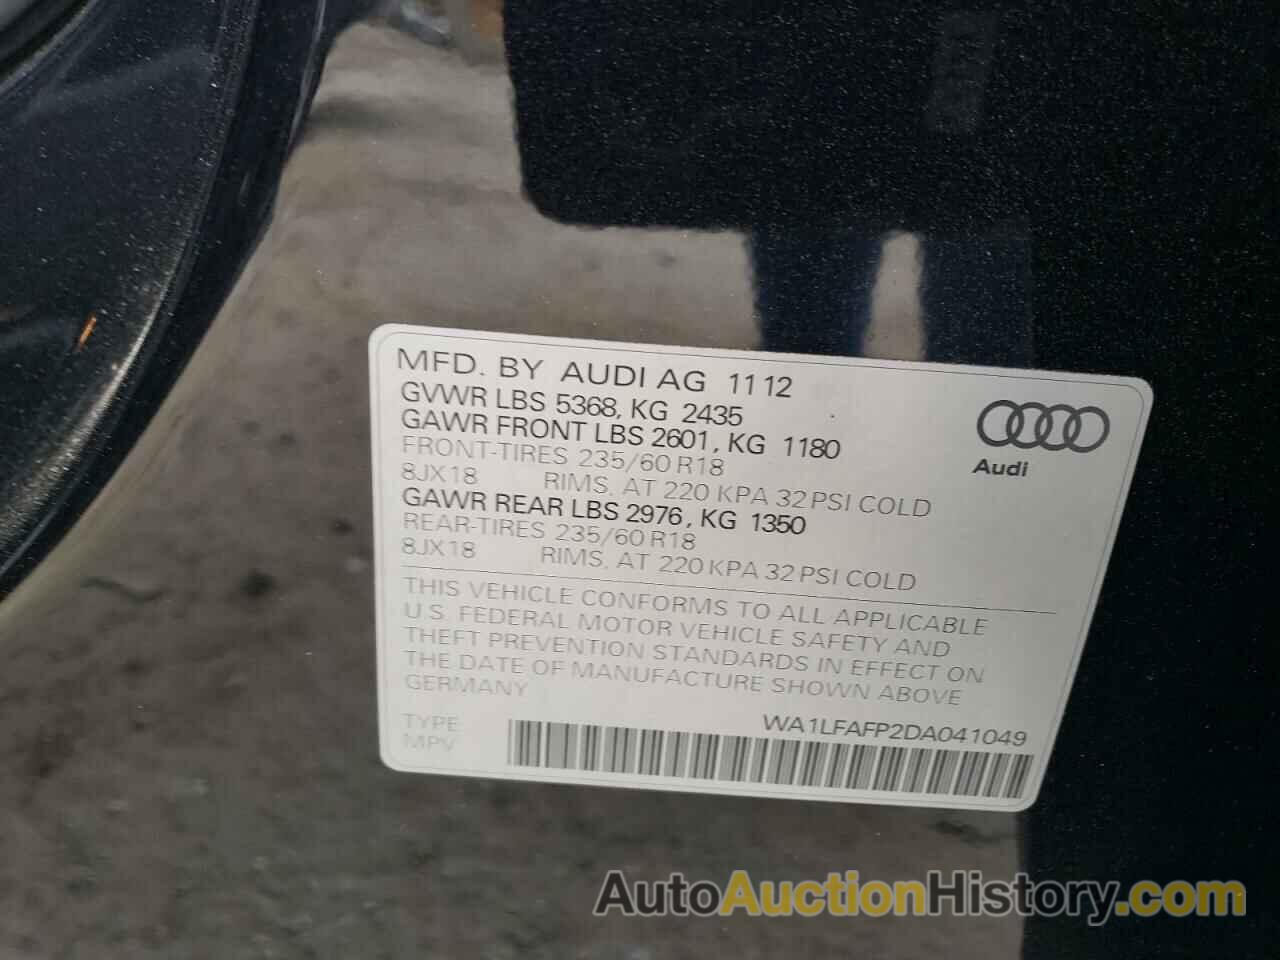 MFD. BY AUDI AG 11 12
GVWR LBS 5368, KG 2435
GAWR FRONT LBS 2601, KG 1180
FRONT-TIRES 235/60 R18
8JX18 RIMS, AT 220 KPA 32 PSI COLD
GAWR REAR LBS 2976, KG 1350
REAR-TIRES 235/60 R18
8JX18 RIMS, AT 220 KPA 32 PSI COLD
Audi
THIS VEHICLE CONFORMS TO ALL APPLICABLE
U.S. FEDERAL MOTOR VEHICLE SAFETY AND
THEFT PREVENTION STANDARDS IN EFFECT ON
THE DATE OF MANUFACTURE SHOWN ABOVE
GERMANY
TYPE WA1LFAFP2DA041049
MPV
AutoAuctionHistory.com